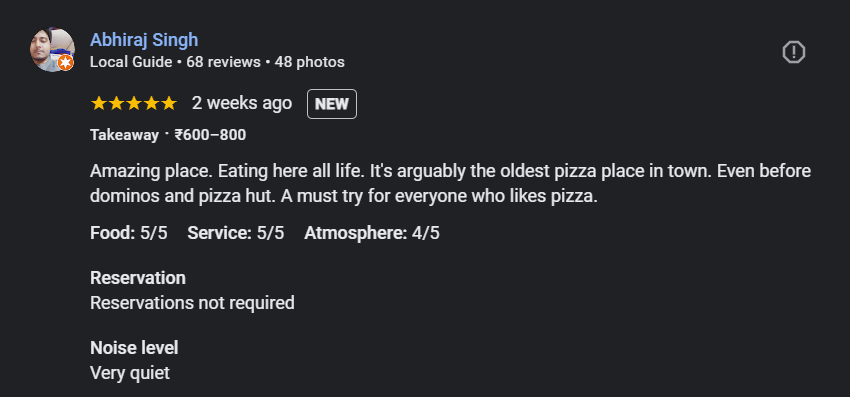 Abhiraj Singh
Local Guide • 68 reviews • 48 photos
★★★★★ 2 weeks ago NEW
Takeaway · ₹600–800
Amazing place. Eating here all life. It's arguably the oldest pizza place in town. Even before
dominos and pizza hut. A must try for everyone who likes pizza.
Food: 5/5 Service: 5/5 Atmosphere: 4/5
Reservation
Reservations not required
Noise level
Very quiet